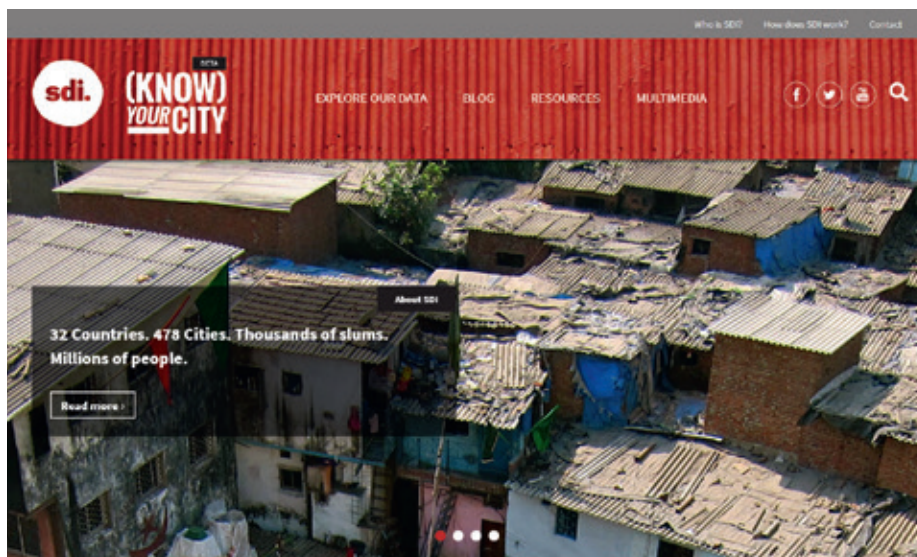 Who is SDI? How does SDI work? Contact
BETA
sdi. (KNOW)
YOUR CITY
EXPLORE OUR DATA BLOG RESOURCES MULTIMEDIA
f You
About SDI
32 Countries. 478 Cities. Thousands of slums.
Millions of people.
Read more ›